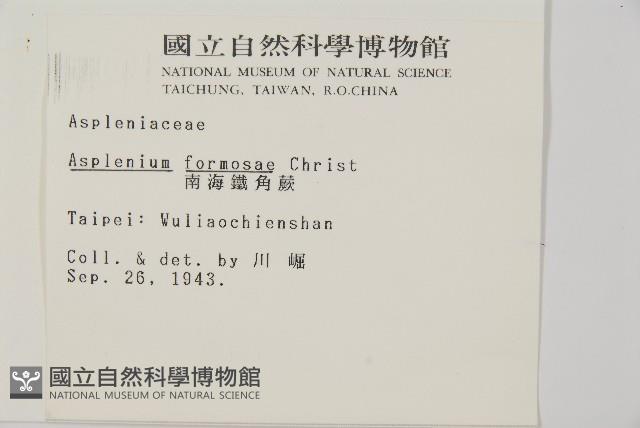 國立自然科學博物館
NATIONAL MUSEUM OF NATURAL SCIENCE
TAICHUNG, TAIWAN, R.O.CHINA
Aspleniaceae
Asplenium formosae Christ
南海鐵角蕨
Taipei: Wuliaochienshan
Coll. & det. by 川 崛
Sep. 26, 1943.
國立自然科學博物館
NATIONAL MUSEUM OF NATURAL SCIENCE